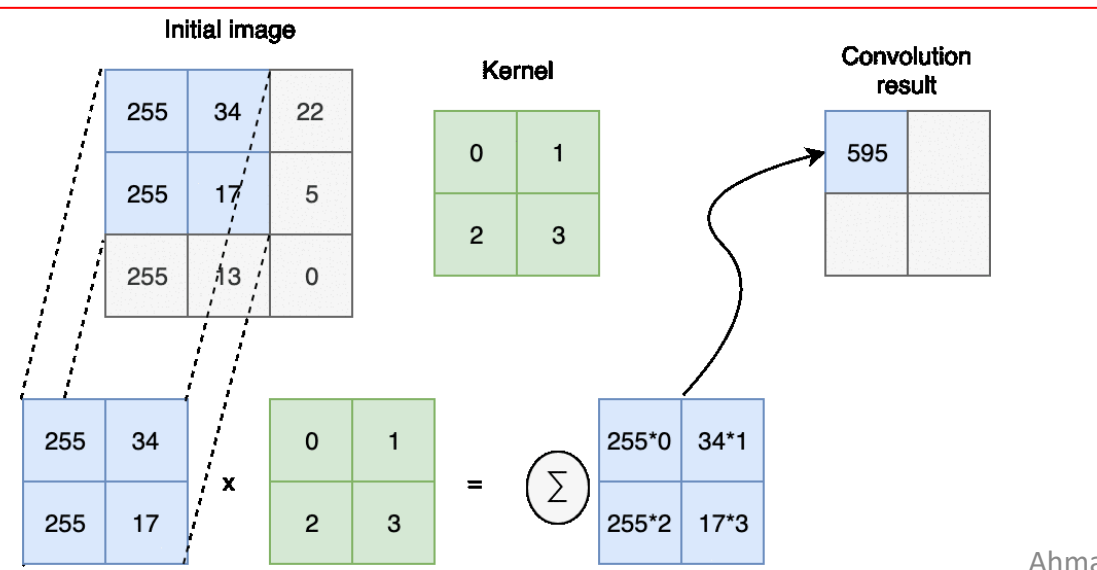 Initial image
Kernel
Convolution
result
255 34 22
255 17 5
255 13 0
0 1
2 3
595
255 34
255 17
x
0 1
2 3
=
∑
255*0 34*1
255*2 17*3
Ahma